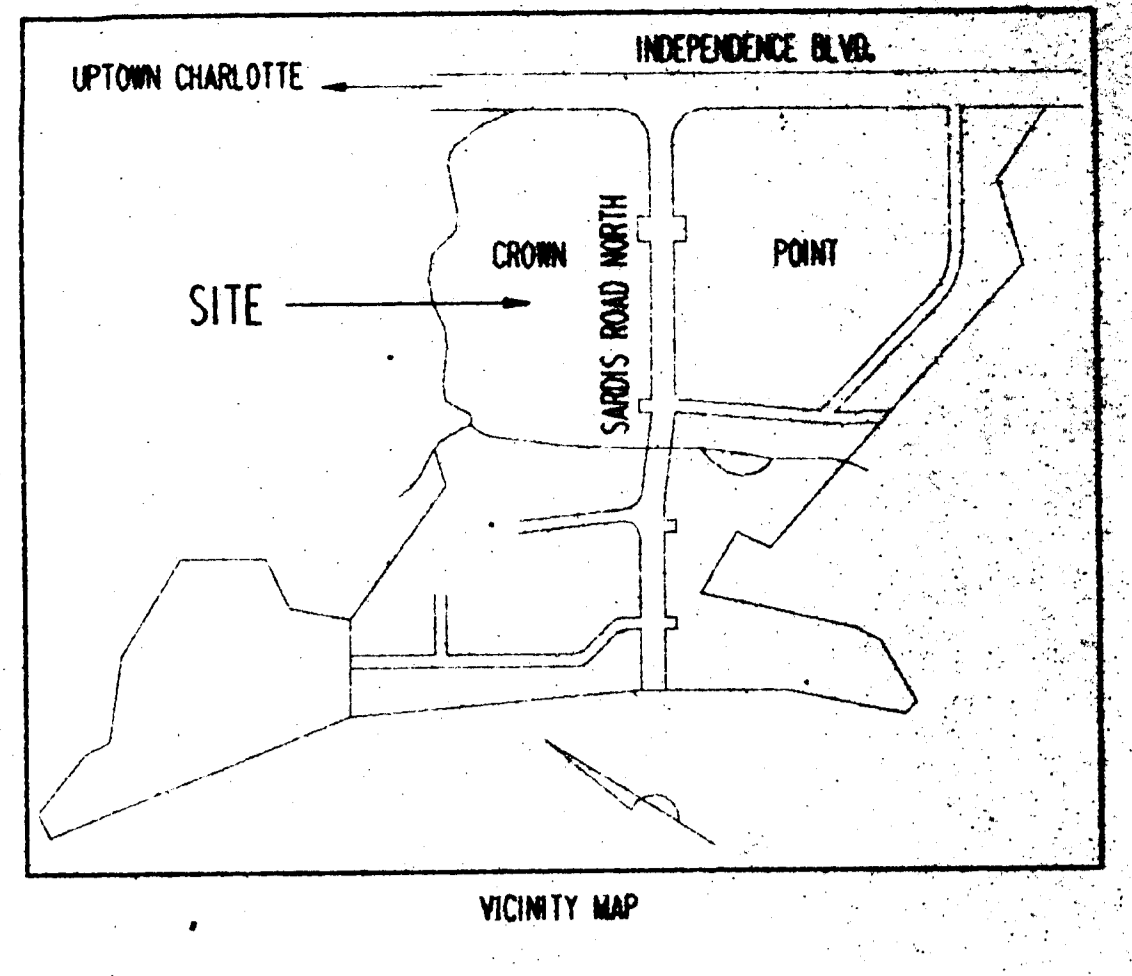 INDEPENDENCE BLVD.
UPTOWN CHARLOTTE
CROWN
POINT
SARDIS ROAD NORTH
SITE
VICINITY MAP